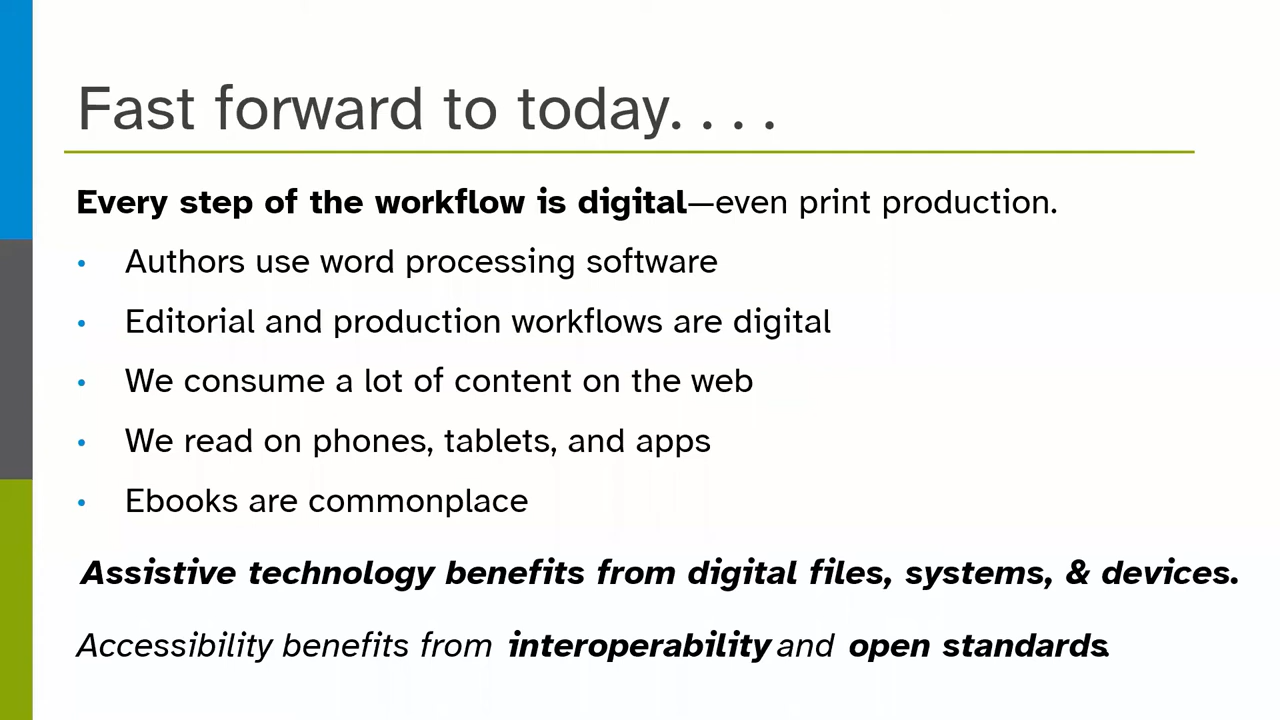 Fast forward to today. . . .
Every step of the workflow is digital—even print production.
• Authors use word processing software
• Editorial and production workflows are digital
• We consume a lot of content on the web
• We read on phones, tablets, and apps
• Ebooks are commonplace
Assistive technology benefits from digital files, systems, & devices.
Accessibility benefits from interoperability and open standards.